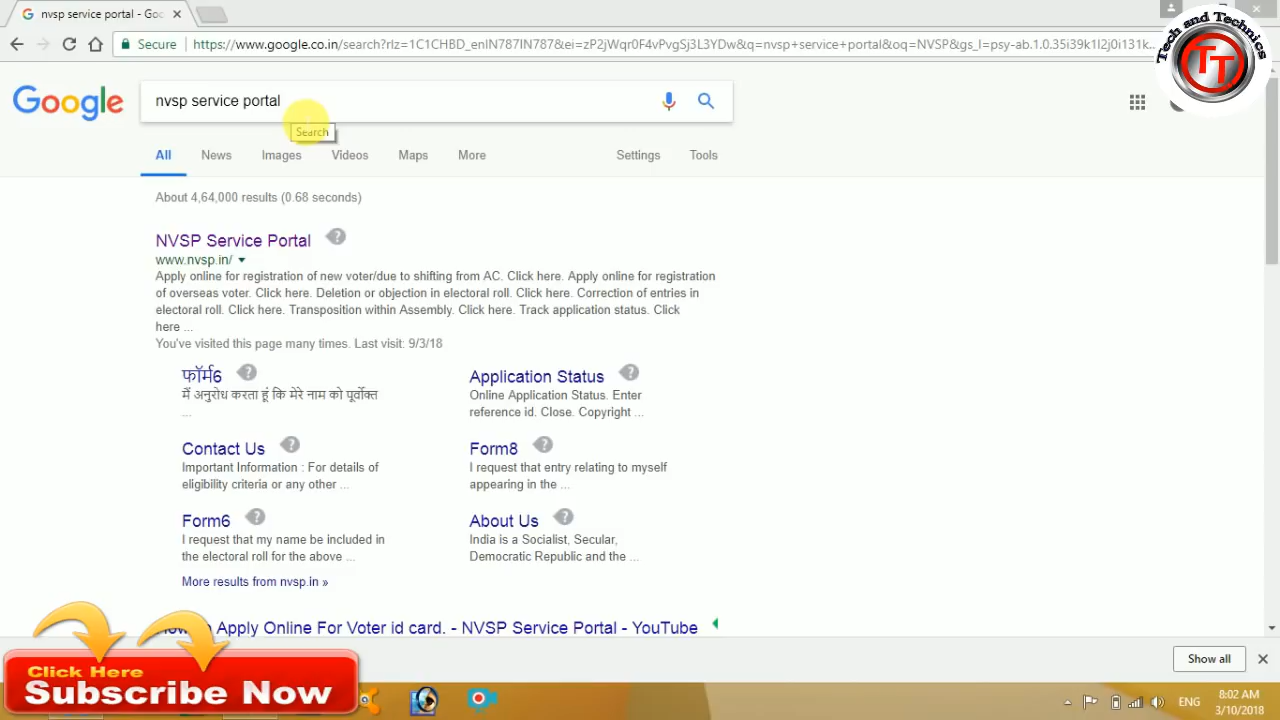 nvsp service portal - Goo
Tech and Technics
TT
Secure
https://www.google.co.in/search?rlz=1C1CHBD_enIN787IN787&ei=zP2jWqr0F4vPvgSj3L3YDw&q=nvsp+service+portal&oq=NVSP&gs_l=psy-ab.1.0.35i39k1l2j0i131k...
Google
nvsp service portal
Search
All News Images Videos Maps More Settings Tools
About 4,64,000 results (0.68 seconds)
NVSP Service Portal
www.nvsp.in/
Apply online for registration of new voter/due to shifting from AC. Click here. Apply online for registration
of overseas voter. Click here. Deletion or objection in electoral roll. Click here. Correction of entries in
electoral roll. Click here. Transposition within Assembly. Click here. Track application status. Click
here ...
You've visited this page many times. Last visit: 9/3/18
फॉर्म6
मैं अनुरोध करता हूं कि मेरे नाम को पूर्वोक्त
...
Application Status
Online Application Status. Enter
reference id. Close. Copyright ...
Contact Us
Important Information : For details of
eligibility criteria or any other ...
Form8
I request that entry relating to myself
appearing in the ...
Form6
I request that my name be included in
the electoral roll for the above ...
About Us
India is a Socialist, Secular,
Democratic Republic and the ...
More results from nvsp.in »
Apply Online For Voter id card. - NVSP Service Portal - YouTube
Show all
Click Here
Subscribe Now
ENG
8:02 AM
3/10/2018